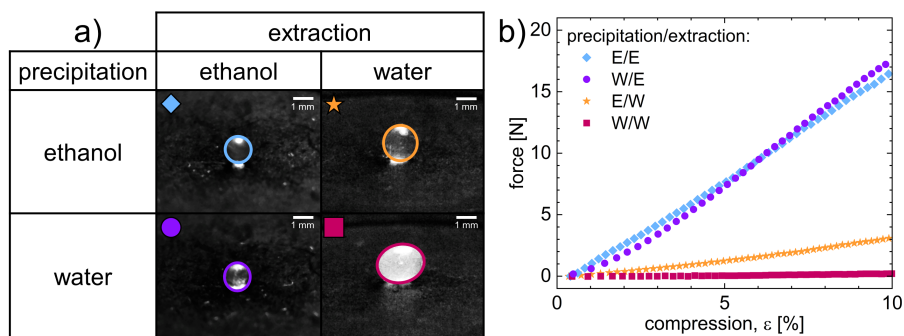 a)
extraction
precipitation
ethanol
water
ethanol
1 mm
1 mm
water
1 mm
1 mm
b)
precipitation/extraction:
E/E
W/E
E/W
W/W
force [N]
20
15
10
5
0
0
5
10
compression, ε [%]